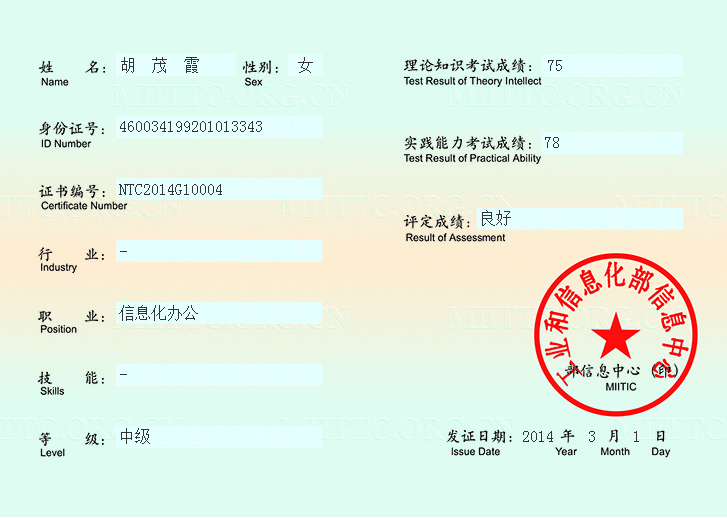 姓 名：胡 茂 霞 性别：女
Name Sex
身份证号：460034199201013343
ID Number
证书编号：NTC2014G10004
Certificate Number
行 业：-
Industry
职 业：信息化办公
Position
技 能：-
Skills
等 级：中级
Level
理论知识考试成绩：75
Test Result of Theory Intellect
实践能力考试成绩：78
Test Result of Practical Ability
评定成绩：良好
Result of Assessment
工业和信息化部信息中心
部信息中心（印）
MIITIC
发证日期：2014 年 3 月 1 日
Issue Date Year Month Day
MIITTC.ORG.CN
MIITTC.ORG.CN